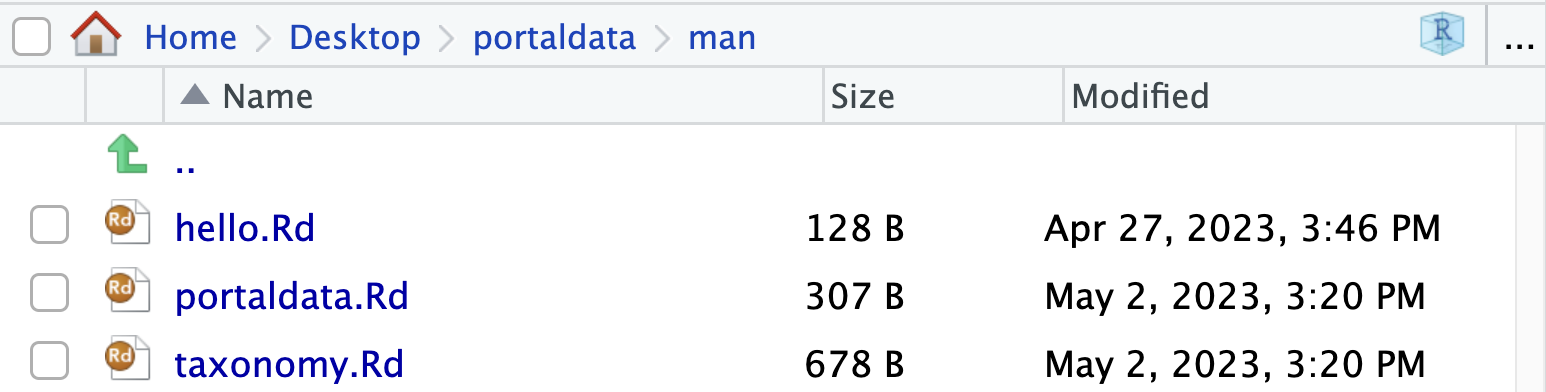 Home Desktop portaldata man R ...
Name Size Modified
..
Rd hello.Rd 128 B Apr 27, 2023, 3:46 PM
Rd portaldata.Rd 307 B May 2, 2023, 3:20 PM
Rd taxonomy.Rd 678 B May 2, 2023, 3:20 PM